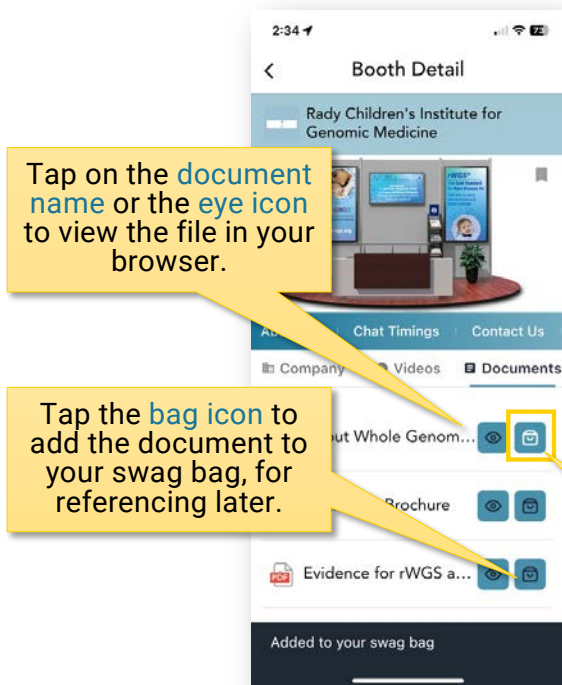 2:34
73
Booth Detail
Rady Children's Institute for
Genomic Medicine
rWGS®
Tap on the document
name or the eye icon
to view the file in your
browser.
Chat Timings
Contact Us
Company
Videos
Documents
Tap the bag icon to
add the document to
your swag bag, for
referencing later.
Whole Genom...
Brochure
PDF
Evidence for rWGS a...
Added to your swag bag